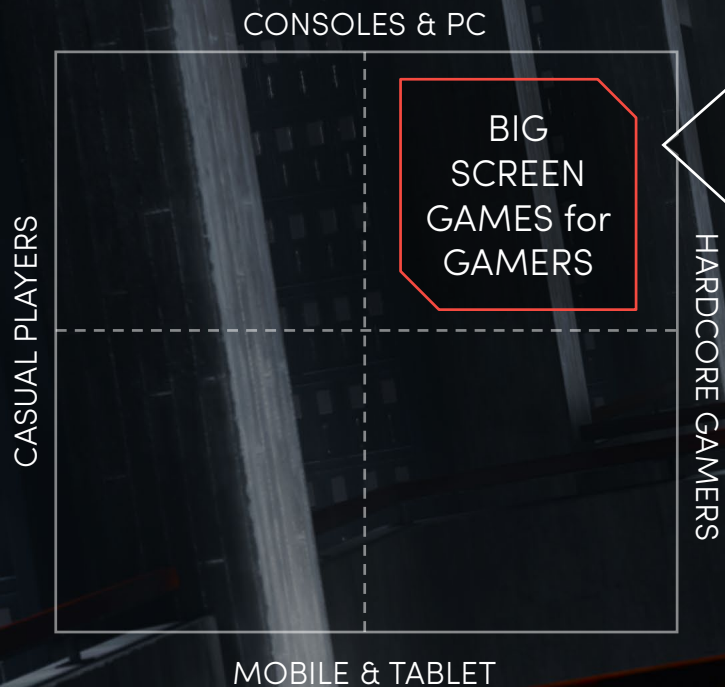 CONSOLES & PC
BIG
SCREEN
GAMES for
GAMERS
CASUAL PLAYERS
HARDCORE GAMERS
MOBILE & TABLET